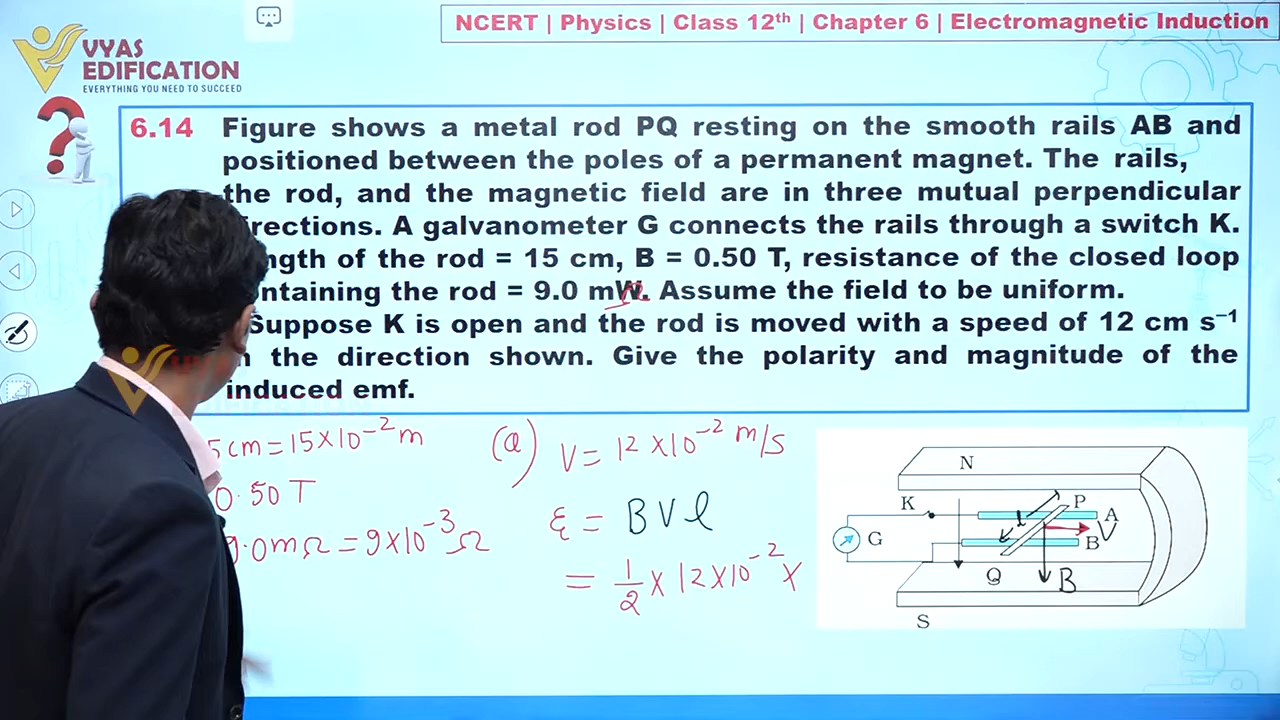 NCERT | Physics | Class 12th | Chapter 6 | Electromagnetic Induction
VYAS
EDIFICATION
EVERYTHING YOU NEED TO SUCCEED
6.14 Figure shows a metal rod PQ resting on the smooth rails AB and
positioned between the poles of a permanent magnet. The rails,
the rod, and the magnetic field are in three mutual perpendicular
irections. A galvanometer G connects the rails through a switch K.
ngth of the rod = 15 cm, B = 0.50 T, resistance of the closed loop
ntaining the rod = 9.0 mW. Assume the field to be uniform.
Suppose K is open and the rod is moved with a speed of 12 cm s⁻¹
the direction shown. Give the polarity and magnitude of the
induced emf.
5 cm = 15×10⁻² m
0.50 T
9.0 mΩ = 9×10⁻³ Ω
(a) V = 12×10⁻² m/s
ξ = B V l
= 1/2 × 12×10⁻² ×
N
K
P
A
l
V
G
B
Q
B
S